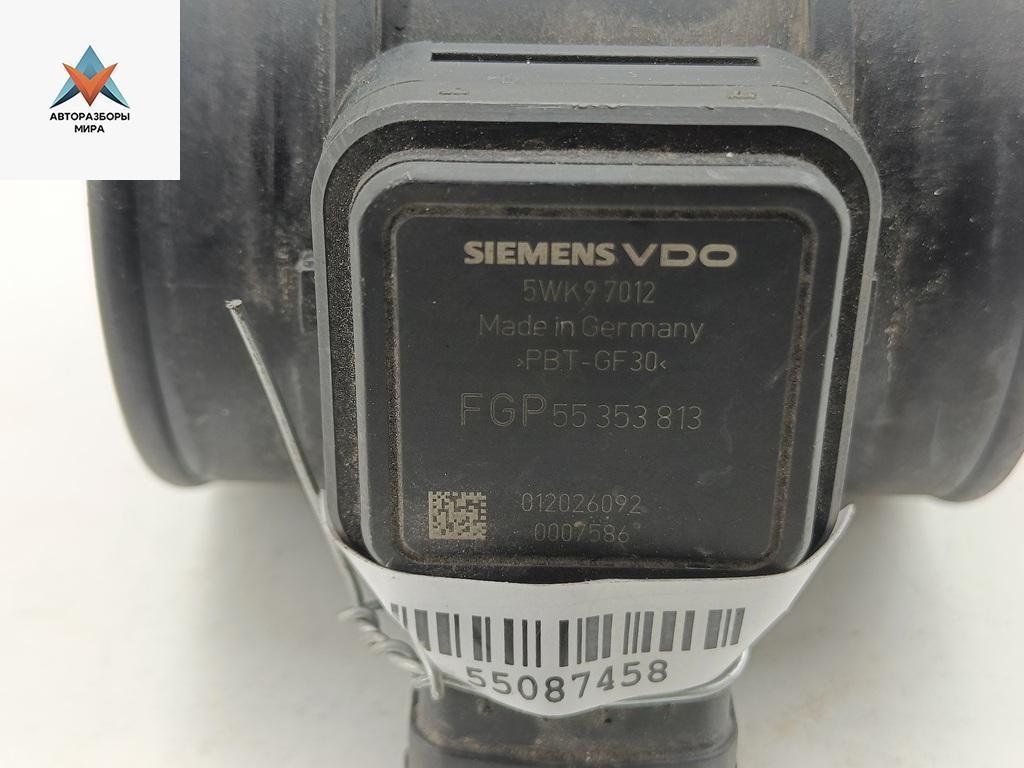 АВТОРАЗБОРЫ
МИРА
SIEMENS VDO
5WK9 7012
Made in Germany
>PBT-GF30<
FGP 55 353 813
012026092
0007586
55087458